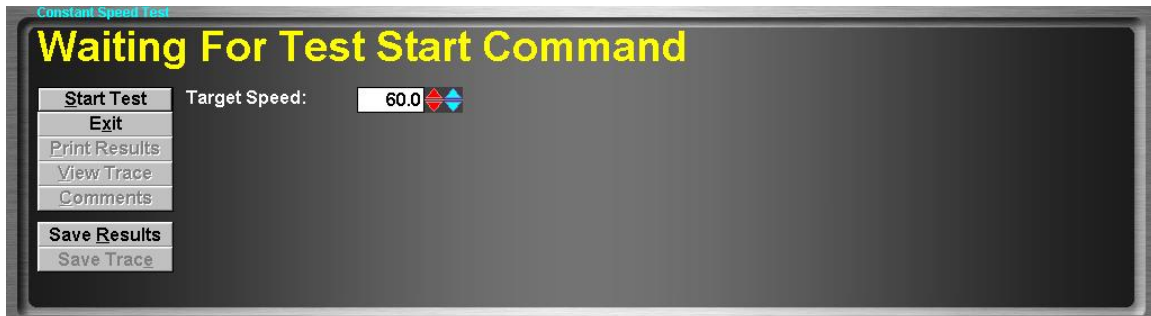 Constant Speed Test
Waiting For Test Start Command
Start Test
Target Speed: 60.0
Exit
Print Results
View Trace
Comments
Save Results
Save Trace